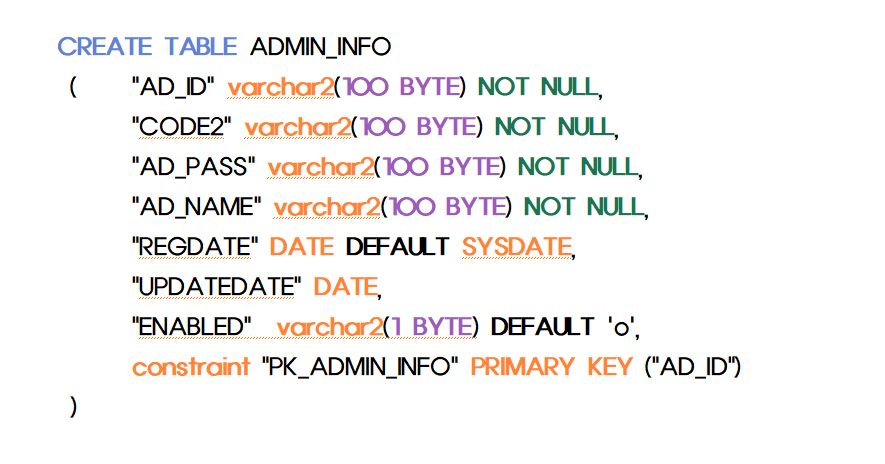 CREATE TABLE ADMIN_INFO
( "AD_ID" varchar2(100 BYTE) NOT NULL,
"CODE2" varchar2(100 BYTE) NOT NULL,
"AD_PASS" varchar2(100 BYTE) NOT NULL,
"AD_NAME" varchar2(100 BYTE) NOT NULL,
"REGDATE" DATE DEFAULT SYSDATE,
"UPDATEDATE" DATE,
"ENABLED" varchar2(1 BYTE) DEFAULT 'o',
constraint "PK_ADMIN_INFO" PRIMARY KEY ("AD_ID")
)